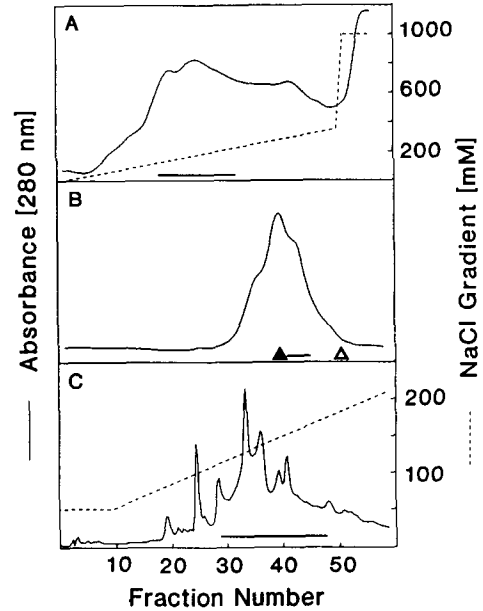 A
1000
600
200
B
C
200
100
10 20 30 40 50
Fraction Number
Absorbance [280 nm]
NaCl Gradient [mM]